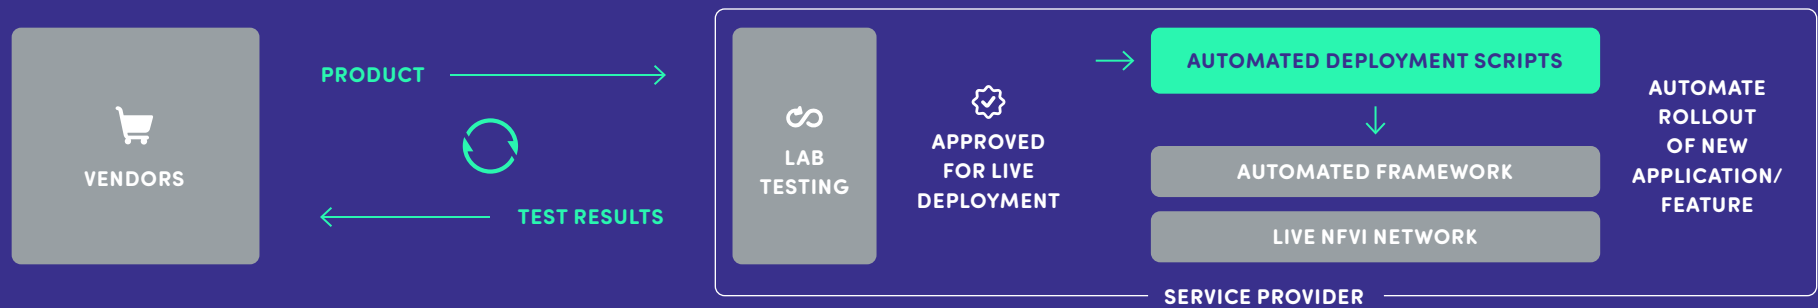 VENDORS
PRODUCT
TEST RESULTS
LAB
TESTING
APPROVED
FOR LIVE
DEPLOYMENT
AUTOMATED DEPLOYMENT SCRIPTS
AUTOMATED FRAMEWORK
LIVE NFVI NETWORK
AUTOMATE
ROLLOUT
OF NEW
APPLICATION/
FEATURE
SERVICE PROVIDER